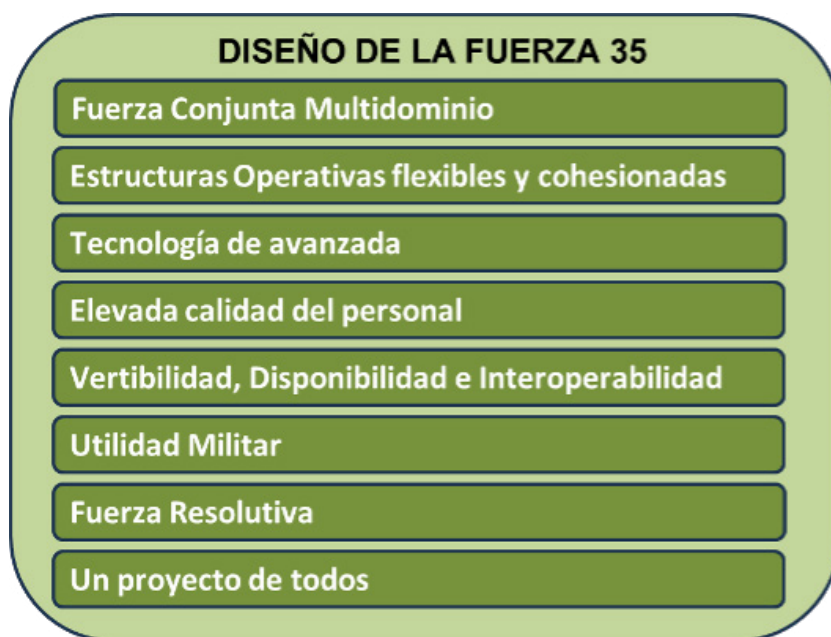 DISEÑO DE LA FUERZA 35
Fuerza Conjunta Multidominio
Estructuras Operativas flexibles y cohesionadas
Tecnología de avanzada
Elevada calidad del personal
Vertibilidad, Disponibilidad e Interoperabilidad
Utilidad Militar
Fuerza Resolutiva
Un proyecto de todos